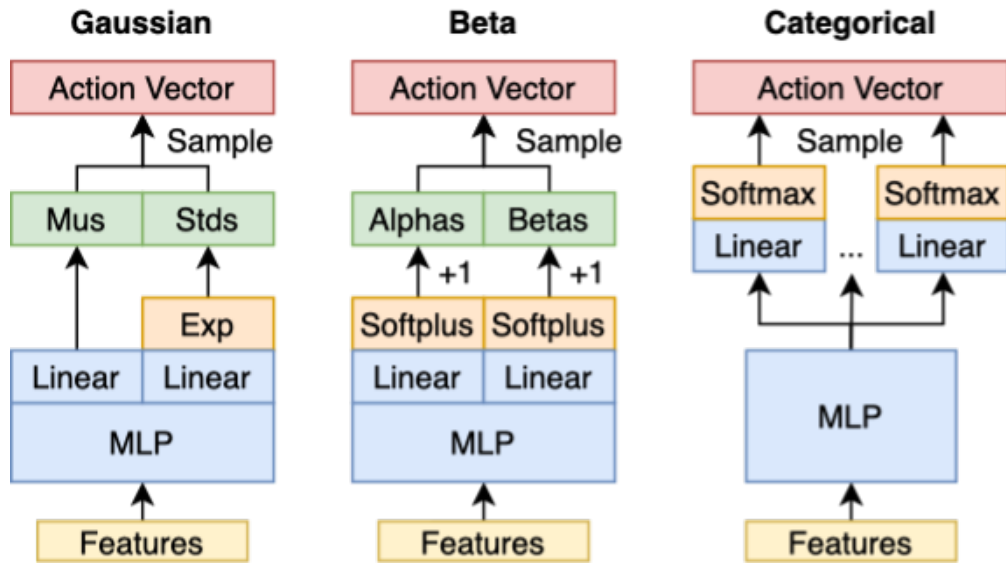 Gaussian
Action Vector
Sample
Mus
Stds
Exp
Linear
Linear
MLP
Features
Beta
Action Vector
Sample
Alphas
Betas
+1
+1
Softplus
Softplus
Linear
Linear
MLP
Features
Categorical
Action Vector
Sample
Softmax
Softmax
Linear
...
Linear
MLP
Features